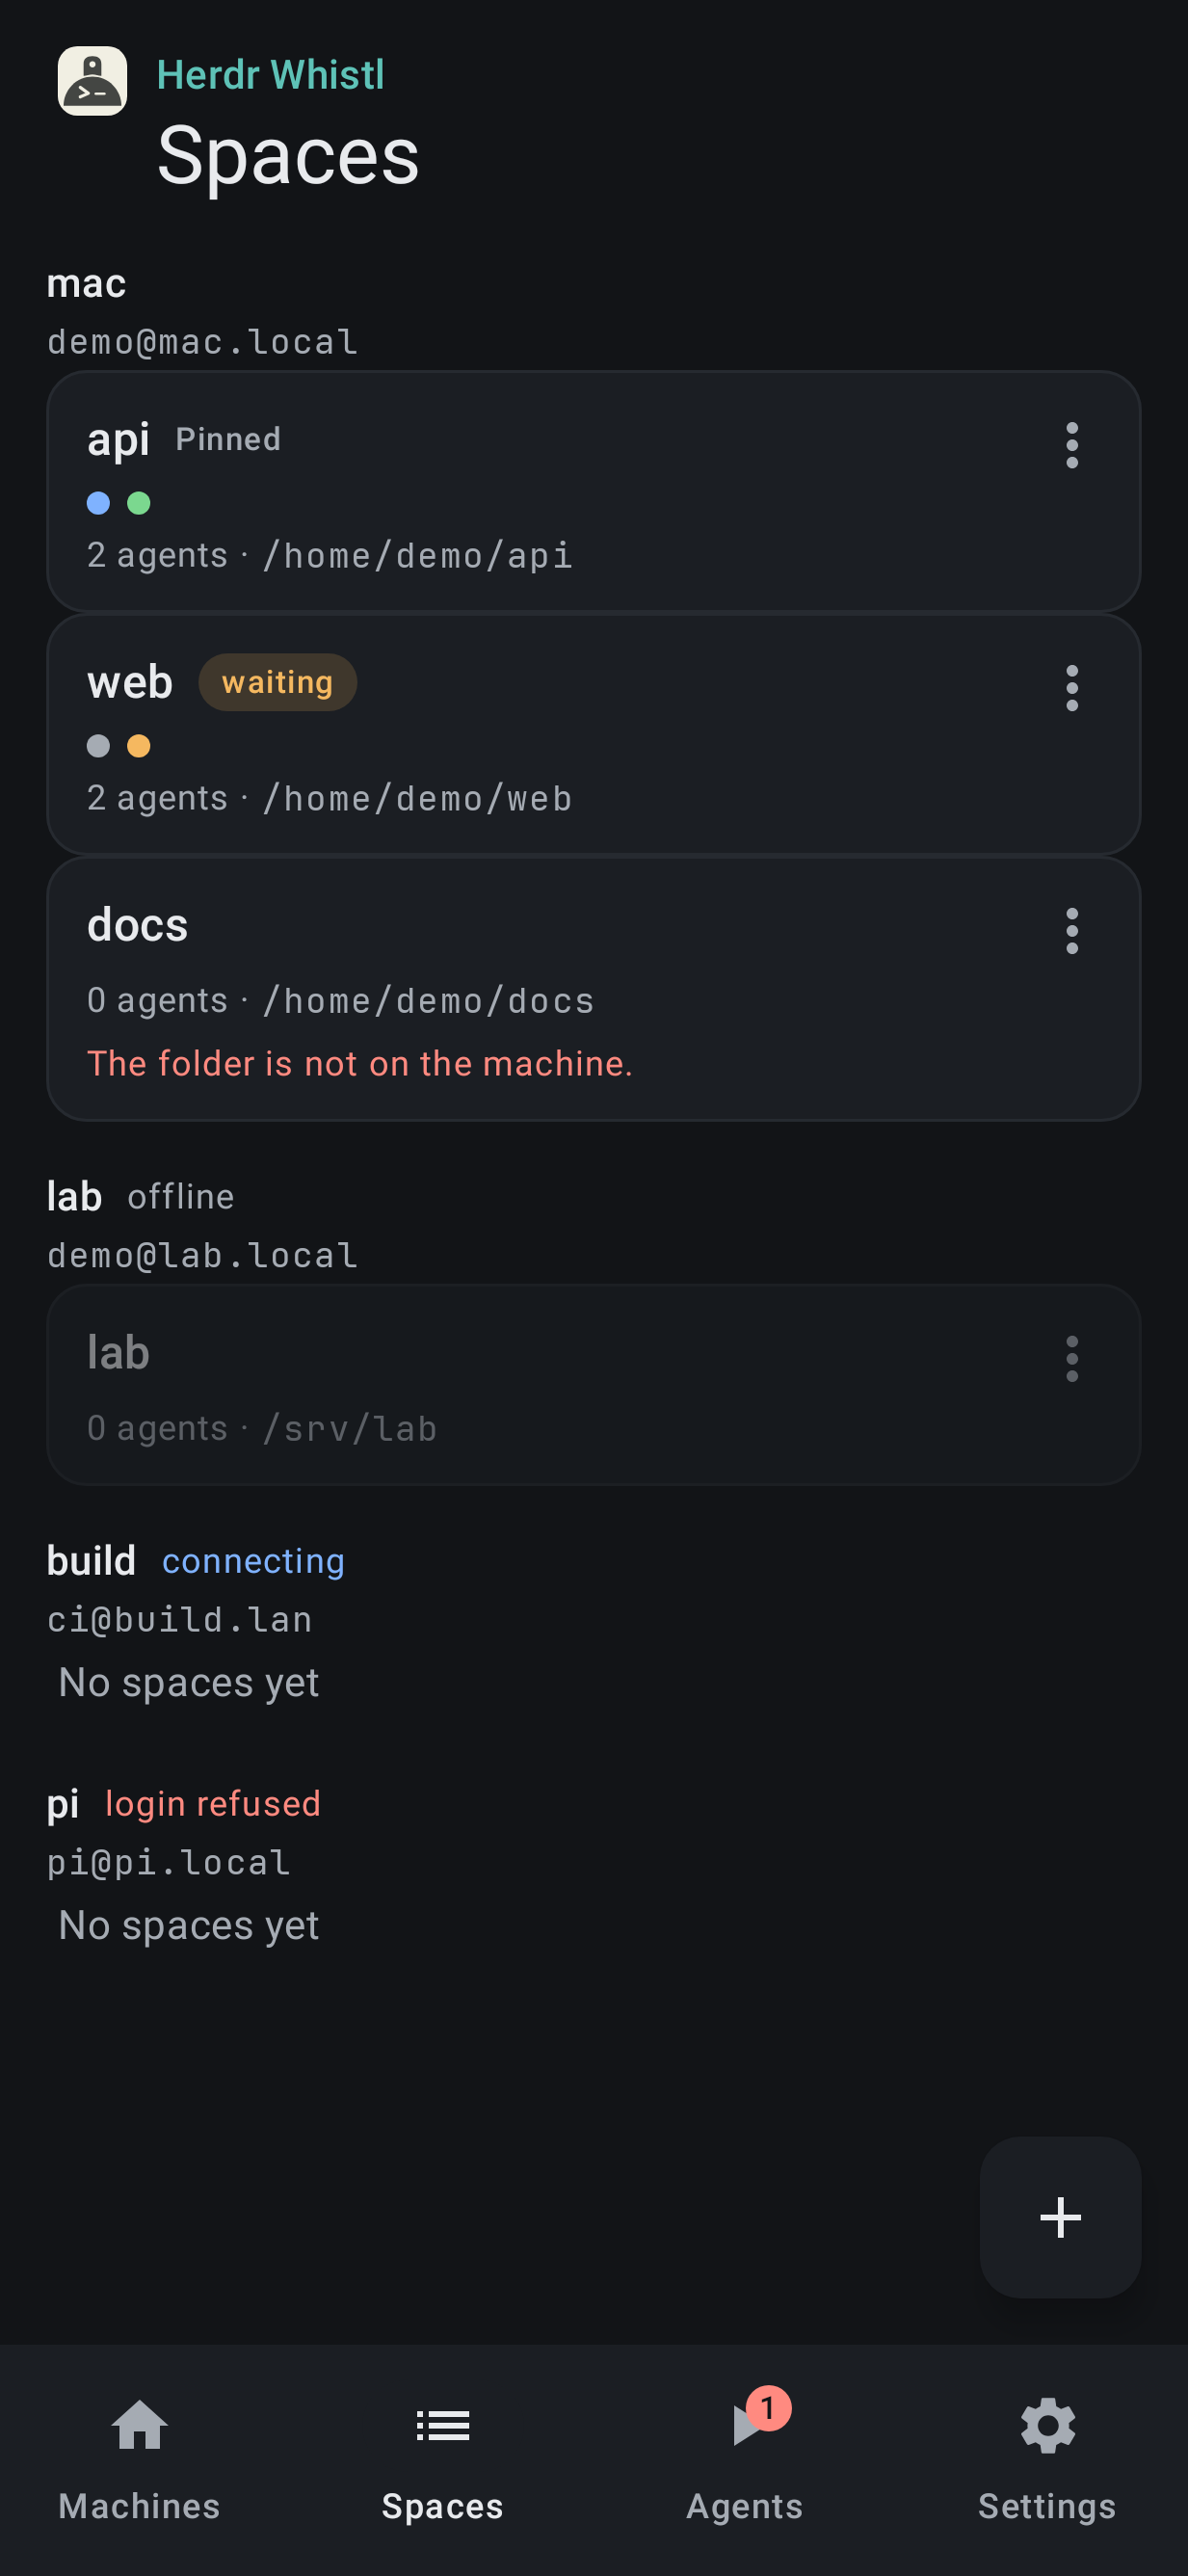 Herdr Whistl
Spaces
mac
demo@mac.local
api Pinned
2 agents · /home/demo/api
web waiting
2 agents · /home/demo/web
docs
0 agents · /home/demo/docs
The folder is not on the machine.
lab offline
demo@lab.local
lab
0 agents · /srv/lab
build connecting
ci@build.lan
No spaces yet
pi login refused
pi@pi.local
No spaces yet
1
Machines Spaces Agents Settings